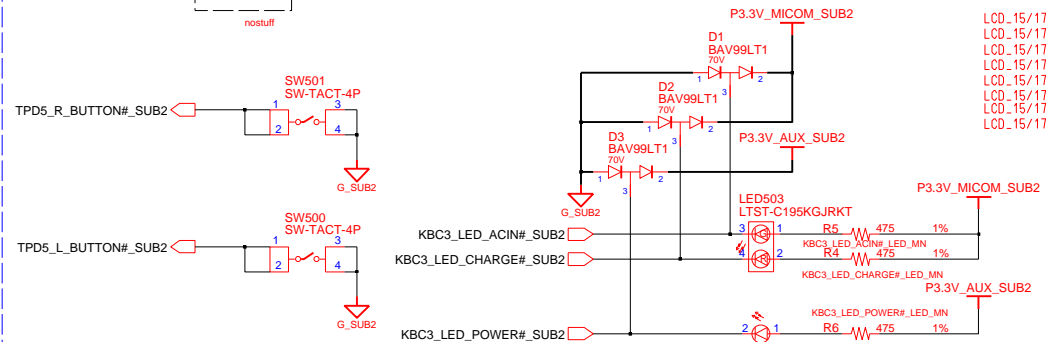 nostuff
P3.3V_MICOM_SUB2
LCD_15/17
LCD_15/17
LCD_15/17
LCD_15/17
LCD_15/17
LCD_15/17
LCD_15/17
LCD_15/17
D1
BAV99LT1
70V
1
2
3
SW501
SW-TACT-4P
TPD5_R_BUTTON#_SUB2
1
3
2
4
G_SUB2
D2
BAV99LT1
70V
1
2
3
D3
BAV99LT1
70V
1
2
3
P3.3V_AUX_SUB2
G_SUB2
SW500
SW-TACT-4P
TPD5_L_BUTTON#_SUB2
1
3
2
4
G_SUB2
LED503
LTST-C195KGJRKT
P3.3V_MICOM_SUB2
KBC3_LED_ACIN#_SUB2
3
1
R5
475
1%
KBC3_LED_ACIN#_LED_MN
KBC3_LED_CHARGE#_SUB2
4
2
R4
475
1%
KBC3_LED_CHARGE#_LED_MN
P3.3V_AUX_SUB2
KBC3_LED_POWER#_LED_MN
KBC3_LED_POWER#_SUB2
2
1
R6
475
1%